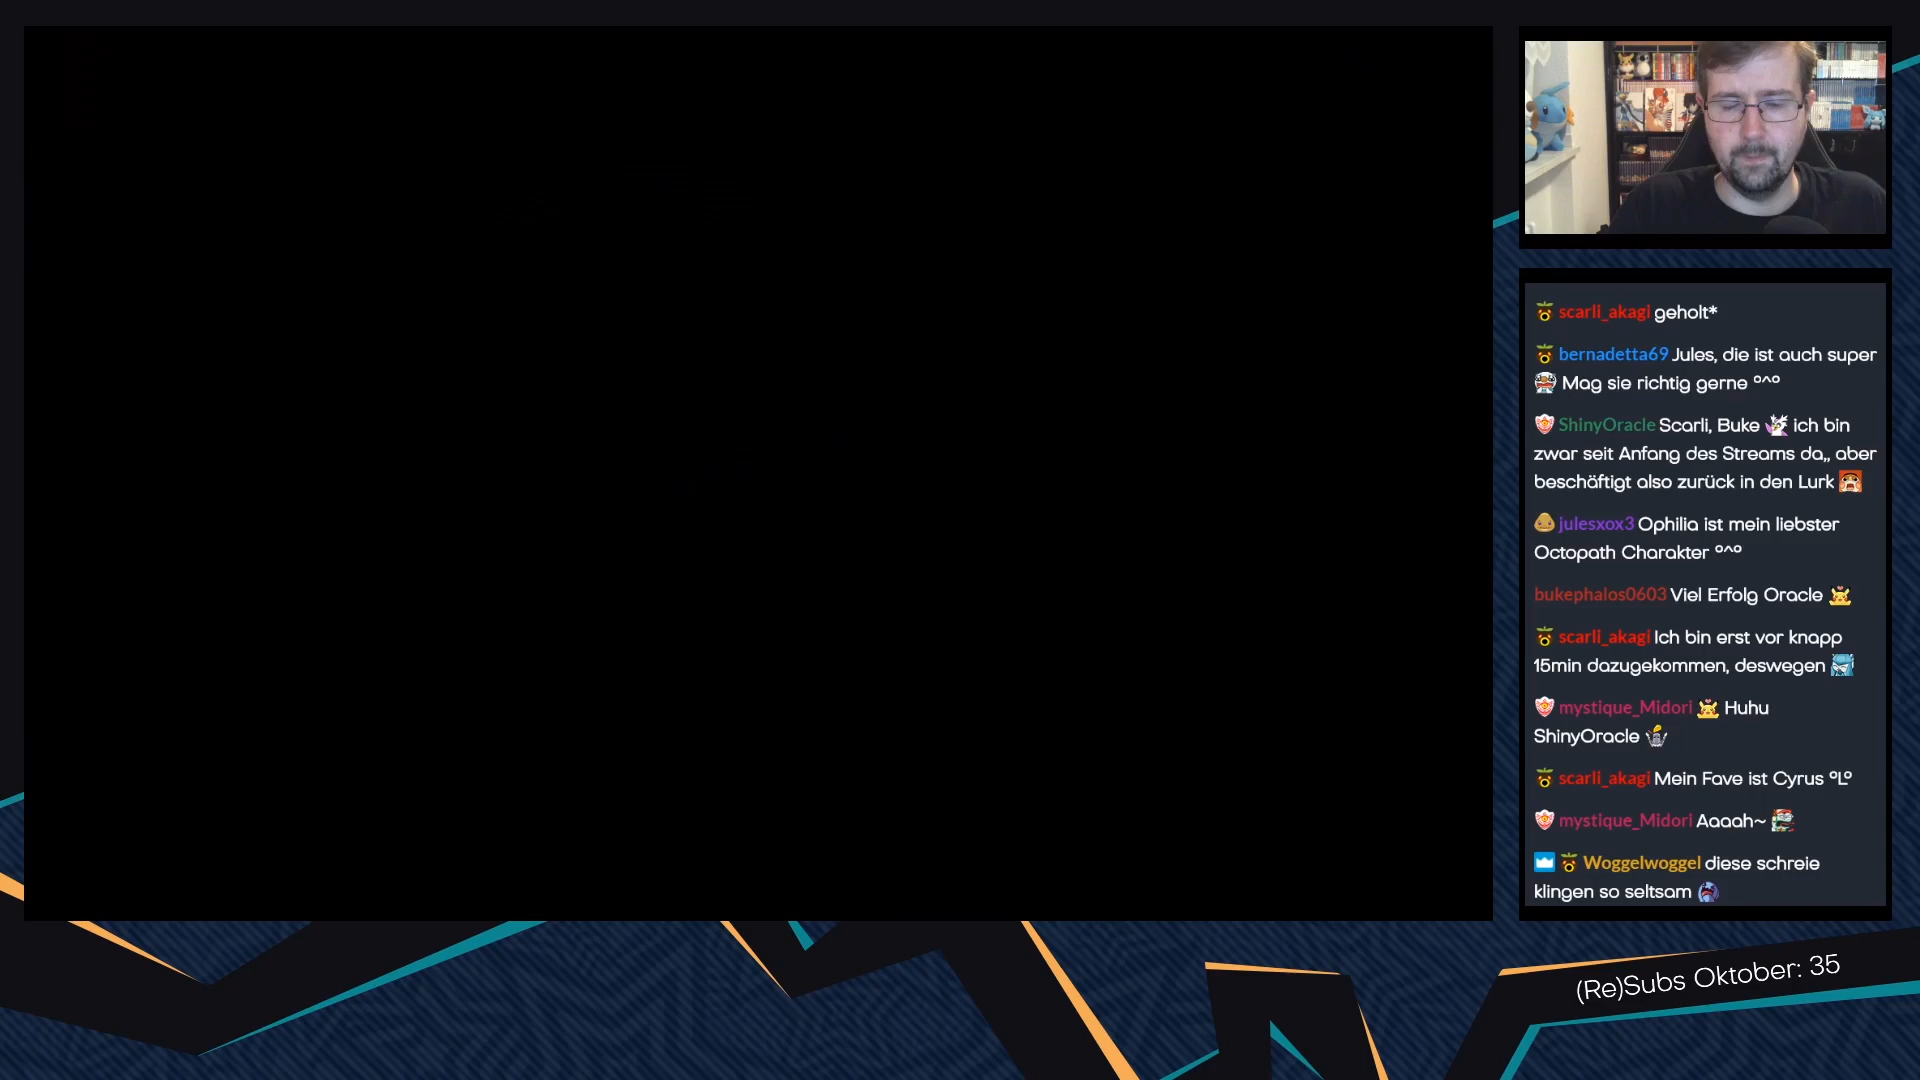 scarli_akagi geholt*
bernadetta69 Jules, die ist auch super
Mag sie richtig gerne °^°
ShinyOracle Scarli, Buke ich bin
zwar seit Anfang des Streams da,, aber
beschäftigt also zurück in den Lurk
julesxox3 Ophilia ist mein liebster
Octopath Charakter °^°
bukephalos0603 Viel Erfolg Oracle
scarli_akagi Ich bin erst vor knapp
15min dazugekommen, deswegen
mystique_Midori Huhu
ShinyOracle
scarli_akagi Mein Fave ist Cyrus °L°
mystique_Midori Aaaah~
Woggelwoggel diese schreie
klingen so seltsam
(Re)Subs Oktober: 35